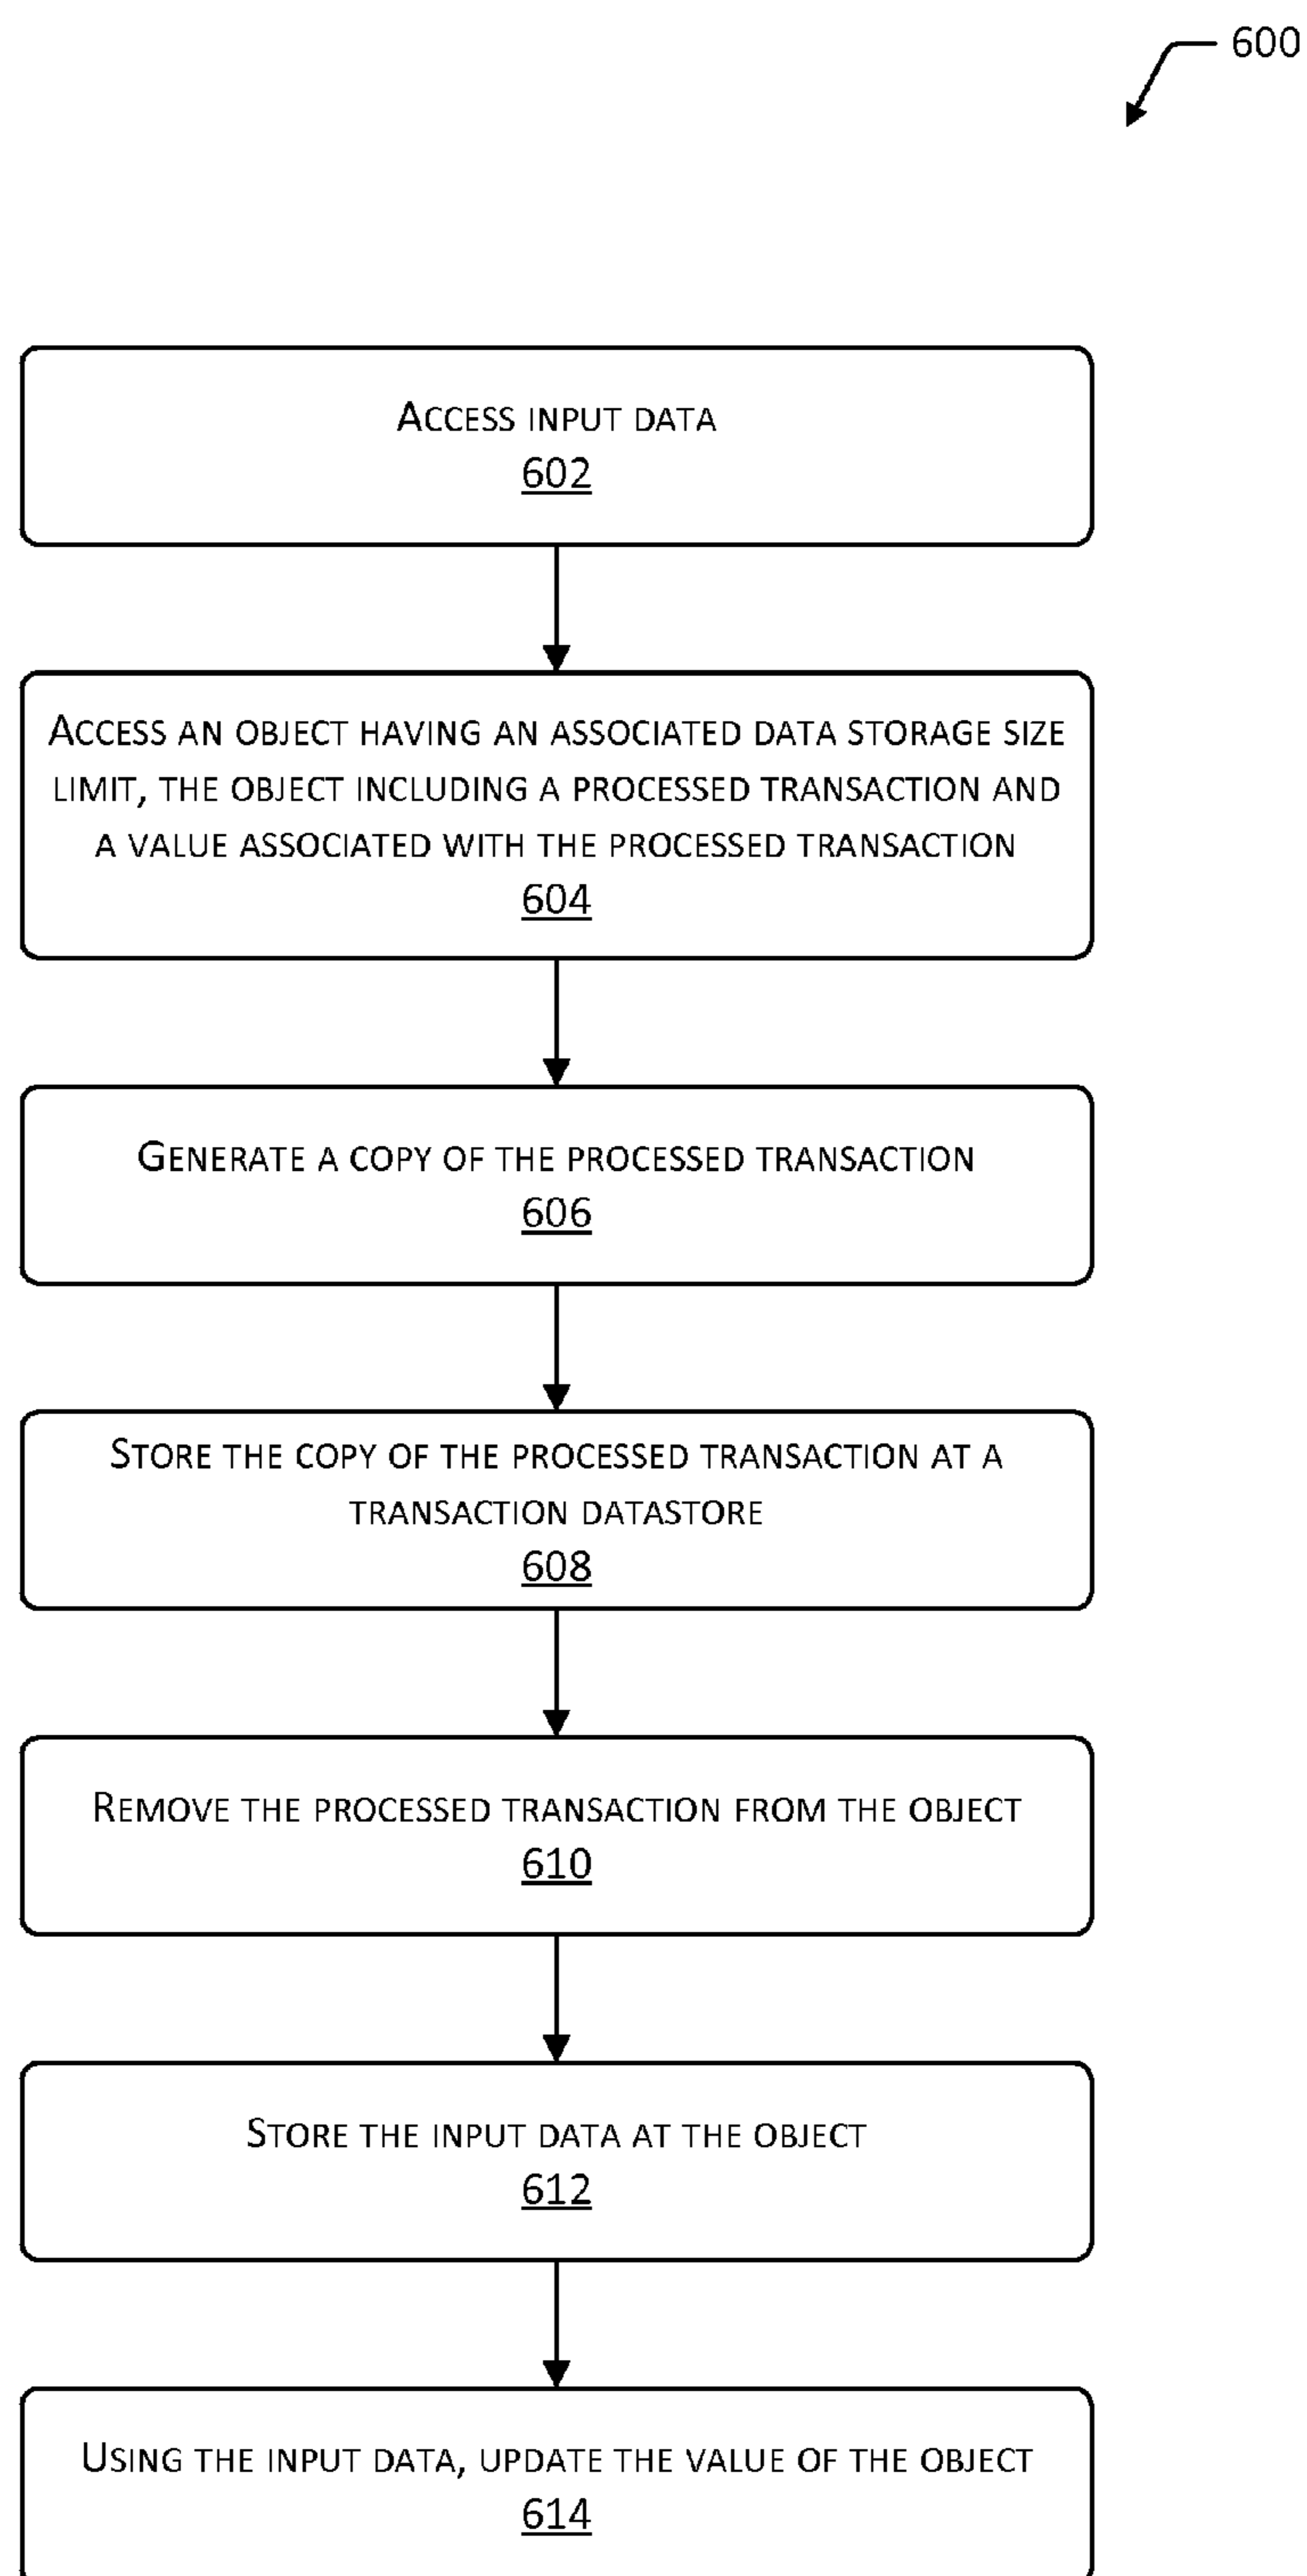 600
ACCESS INPUT DATA
602
ACCESS AN OBJECT HAVING AN ASSOCIATED DATA STORAGE SIZE
LIMIT, THE OBJECT INCLUDING A PROCESSED TRANSACTION AND
A VALUE ASSOCIATED WITH THE PROCESSED TRANSACTION
604
GENERATE A COPY OF THE PROCESSED TRANSACTION
606
STORE THE COPY OF THE PROCESSED TRANSACTION AT A
TRANSACTION DATASTORE
608
REMOVE THE PROCESSED TRANSACTION FROM THE OBJECT
610
STORE THE INPUT DATA AT THE OBJECT
612
USING THE INPUT DATA, UPDATE THE VALUE OF THE OBJECT
614